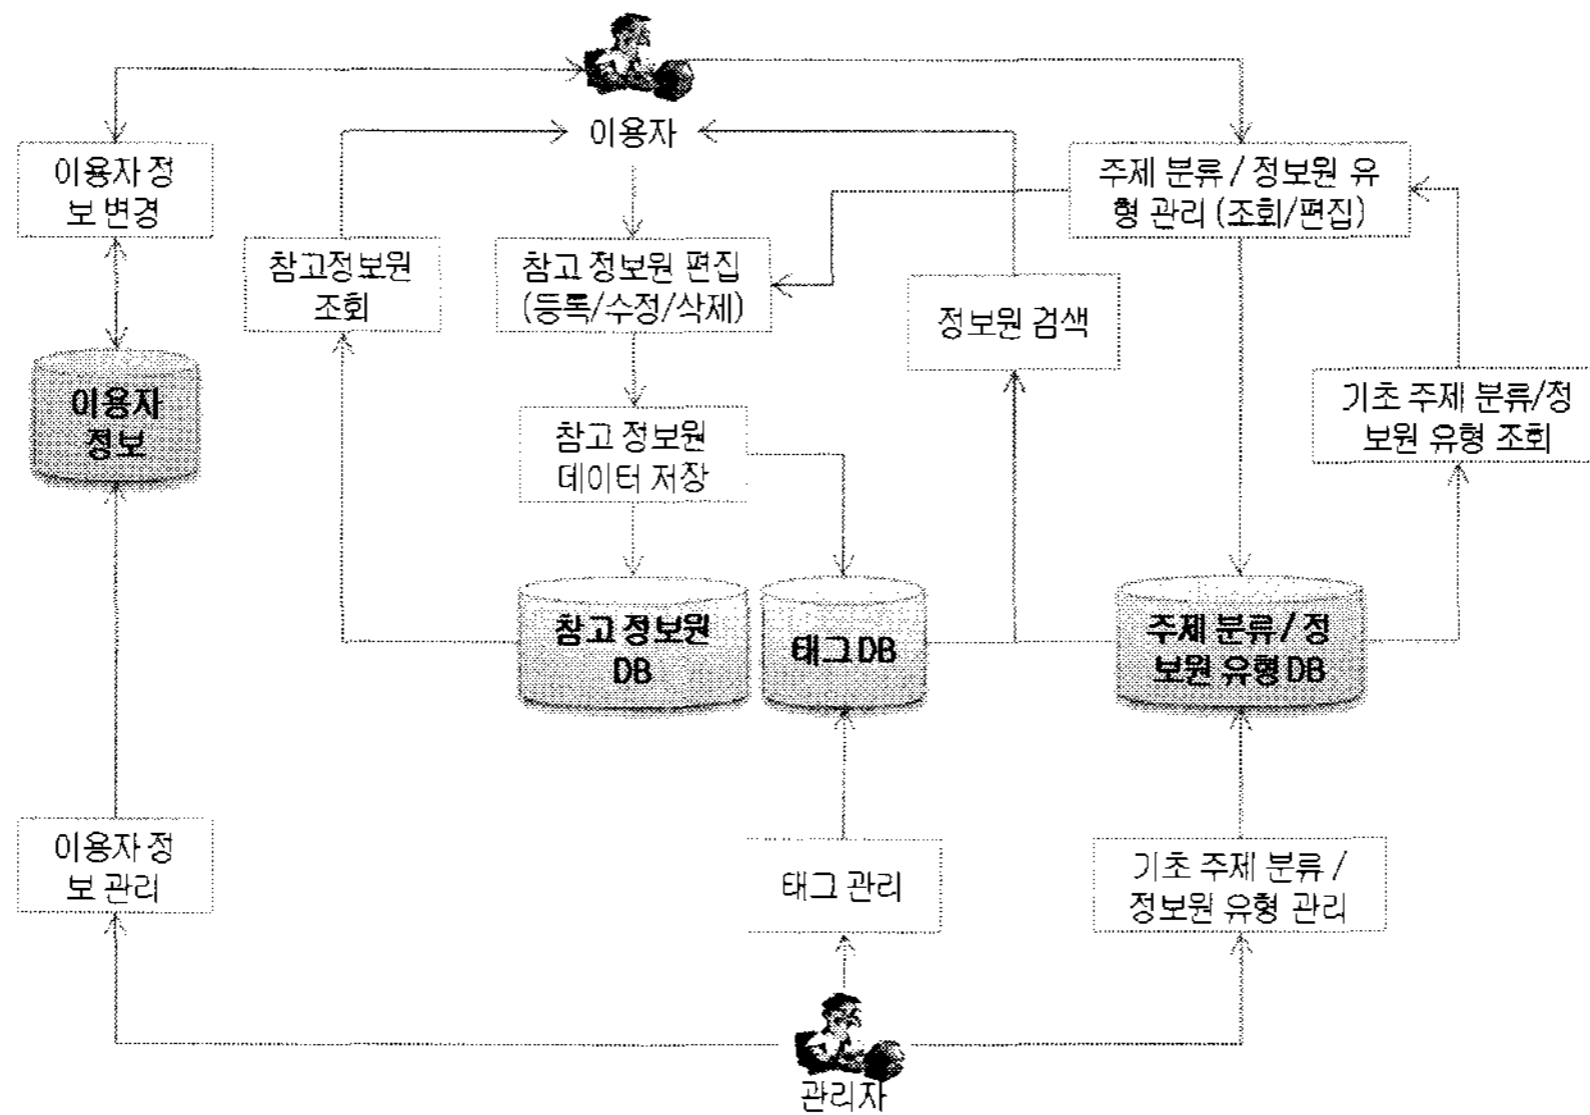 이용자
이용자 정
보 변경
주제 분류 / 정보원 유
형 관리 (조회/편집)
참고정보원
조회
참고 정보원 편집
(등록/수정/삭제)
정보원 검색
이용자
정보
기초 주제 분류/정
보원 유형 조회
참고 정보원
데이터 저장
참고 정보원
DB
태그 DB
주제 분류 / 정
보원 유형 DB
이용자 정
보 관리
태그 관리
기초 주제 분류 /
정보원 유형 관리
관리자